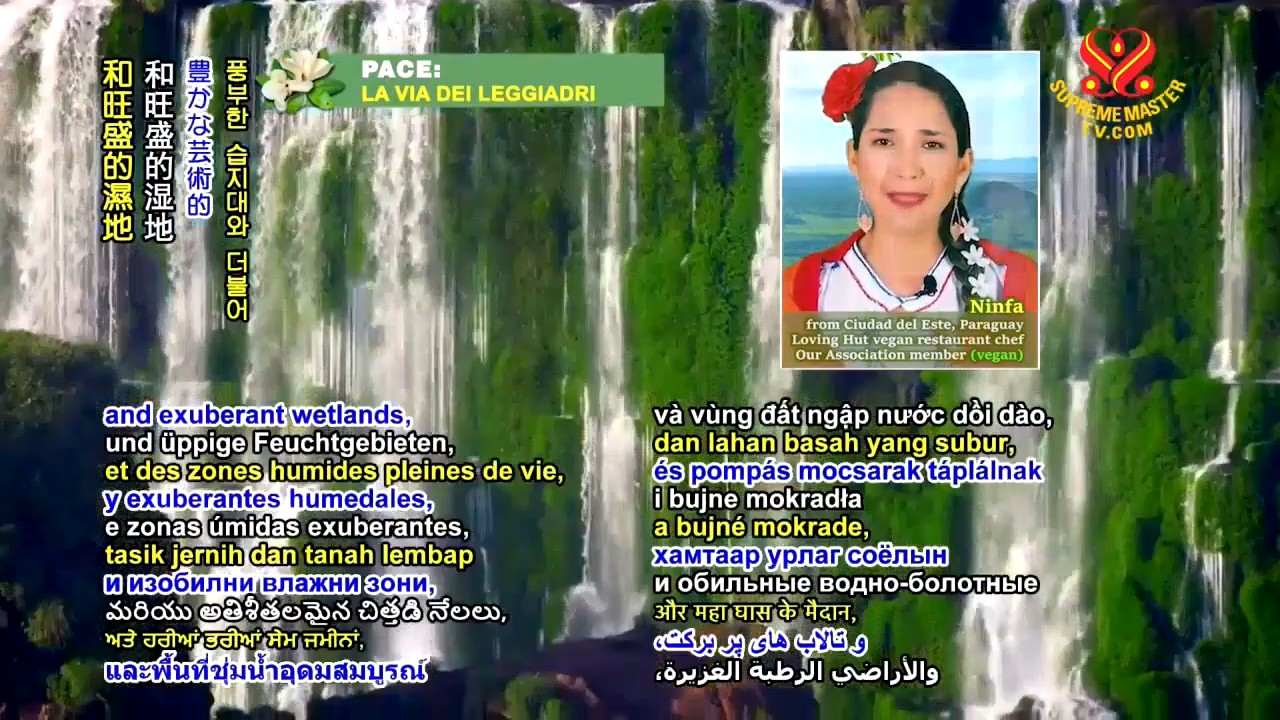 和旺盛的濕地
和旺盛的湿地
豊かな芸術的
풍부한 습지대와 더불어
PACE:
LA VIA DEI LEGGIADRI
SUPREME MASTER
TV.COM
Ninfa
from Ciudad del Este, Paraguay
Loving Hut vegan restaurant chef
Our Association member (vegan)
and exuberant wetlands,
und üppige Feuchtgebieten,
et des zones humides pleines de vie,
y exuberantes humedales,
e zonas úmidas exuberantes,
tasik jernih dan tanah lembap
и изобилни влажни зони,
మరియు అతిశీతలమైన చిత్తడి నేలలు,
ਅਤੇ ਹਰੀਆਂ ਭਰੀਆਂ ਸੇਮ ਜਮੀਨਾਂ,
และพื้นที่ชุ่มน้ำอุดมสมบูรณ์
và vùng đất ngập nước dồi dào,
dan lahan basah yang subur,
és pompás mocsarak táplálnak
i bujne mokradła
a bujné mokrade,
хамтаар урлаг соёлын
и обильные водно-болотные
और महा घास के मैदान,
و تالاب های پر برکت،
والأراضي الرطبة الغزيرة،